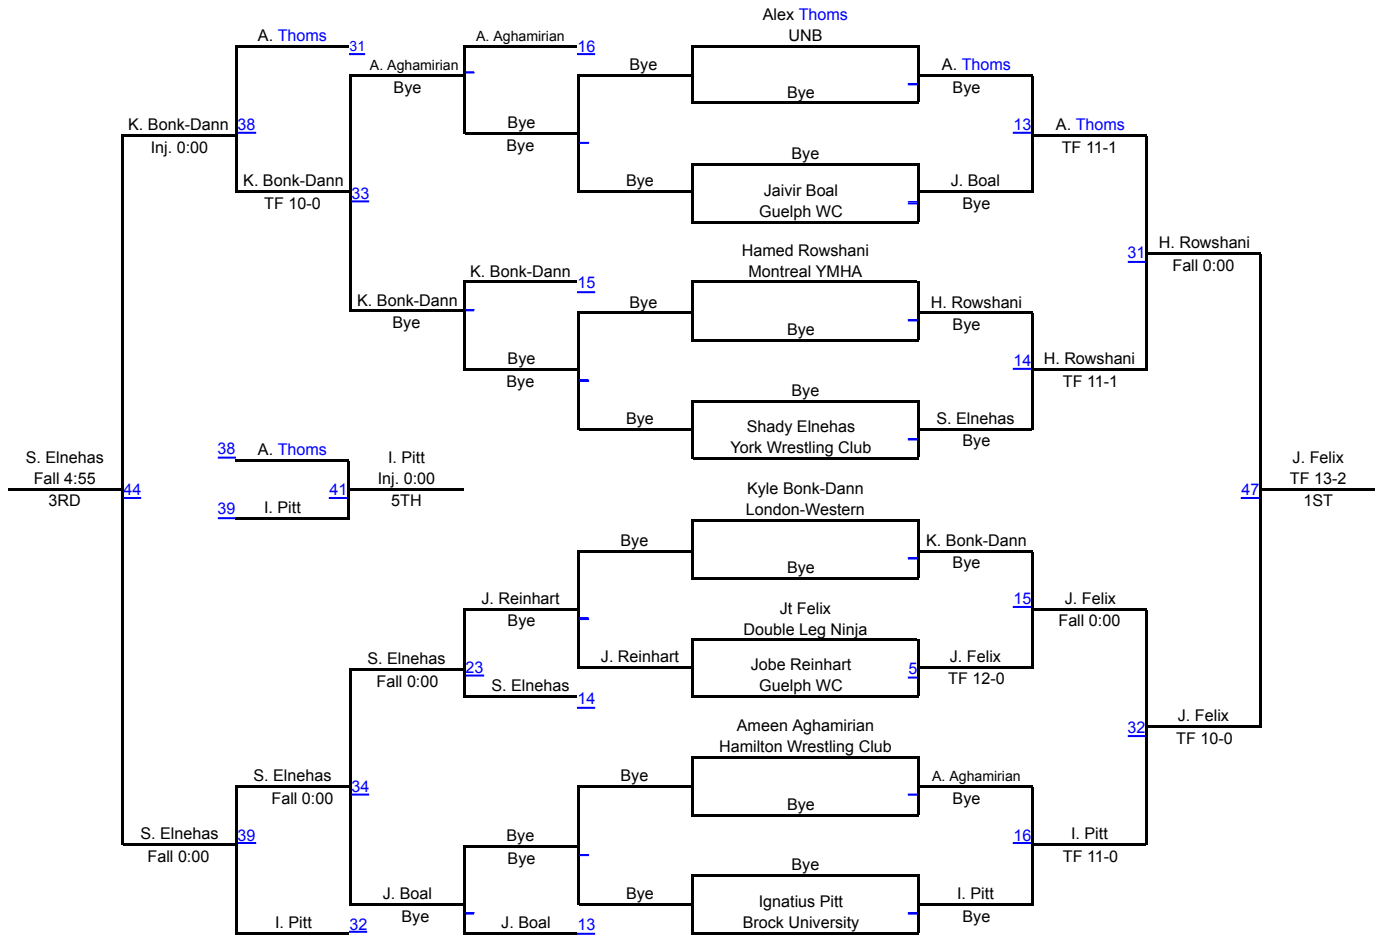 Alex Thoms
UNB
A. Thoms
31
A. Aghamirian
16
A. Aghamirian
Bye
Bye
Bye
A. Thoms
Bye
K. Bonk-Dann
Inj. 0:00
38
Bye
Bye
13
A. Thoms
TF 11-1
Bye
K. Bonk-Dann
TF 10-0
33
Bye
Jaivir Boal
Guelph WC
J. Boal
Bye
Hamed Rowshani
Montreal YMHA
31
H. Rowshani
Fall 0:00
K. Bonk-Dann
15
K. Bonk-Dann
Bye
Bye
Bye
H. Rowshani
Bye
Bye
Bye
14
H. Rowshani
TF 11-1
Bye
Bye
Shady Elnehas
York Wrestling Club
S. Elnehas
Bye
S. Elnehas
Fall 4:55
3RD
44
38
A. Thoms
39
I. Pitt
41
I. Pitt
Inj. 0:00
5TH
47
J. Felix
TF 13-2
1ST
Kyle Bonk-Dann
London-Western
Bye
Bye
K. Bonk-Dann
Bye
J. Reinhart
Bye
Jt Felix
Double Leg Ninja
15
J. Felix
Fall 0:00
S. Elnehas
Fall 0:00
23
J. Reinhart
Jobe Reinhart
Guelph WC
5
J. Felix
TF 12-0
S. Elnehas
14
Ameen Aghamirian
Hamilton Wrestling Club
32
J. Felix
TF 10-0
S. Elnehas
Fall 0:00
34
Bye
Bye
A. Aghamirian
Bye
S. Elnehas
Fall 0:00
39
Bye
Bye
16
I. Pitt
TF 11-0
Bye
J. Boal
Bye
Bye
Ignatius Pitt
Brock University
I. Pitt
Bye
I. Pitt
32
J. Boal
13